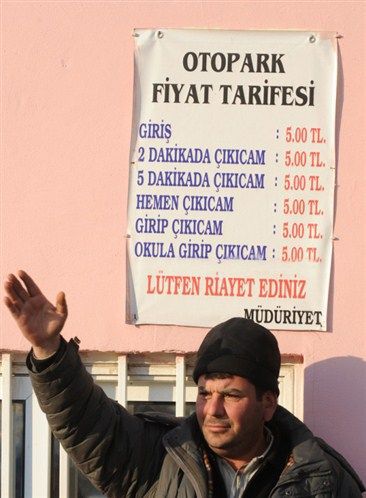 OTOPARK
FİYAT TARİFESİ
GİRİŞ : 5.00 TL.
2 DAKİKADA ÇIKICAM : 5.00 TL.
5 DAKİKADA ÇIKICAM : 5.00 TL.
HEMEN ÇIKICAM : 5.00 TL.
GİRİP ÇIKICAM : 5.00 TL.
OKULA GİRİP ÇIKICAM : 5.00 TL.
LÜTFEN RİAYET EDİNİZ
MÜDÜRİYET